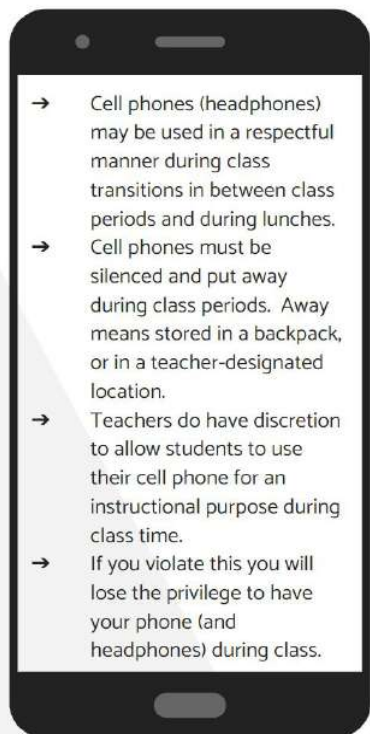 → Cell phones (headphones)
may be used in a respectful
manner during class
transitions in between class
periods and during lunches.
→ Cell phones must be
silenced and put away
during class periods.  Away
means stored in a backpack,
or in a teacher-designated
location.
→ Teachers do have discretion
to allow students to use
their cell phone for an
instructional purpose during
class time.
→ If you violate this you will
lose the privilege to have
your phone (and
headphones) during class.